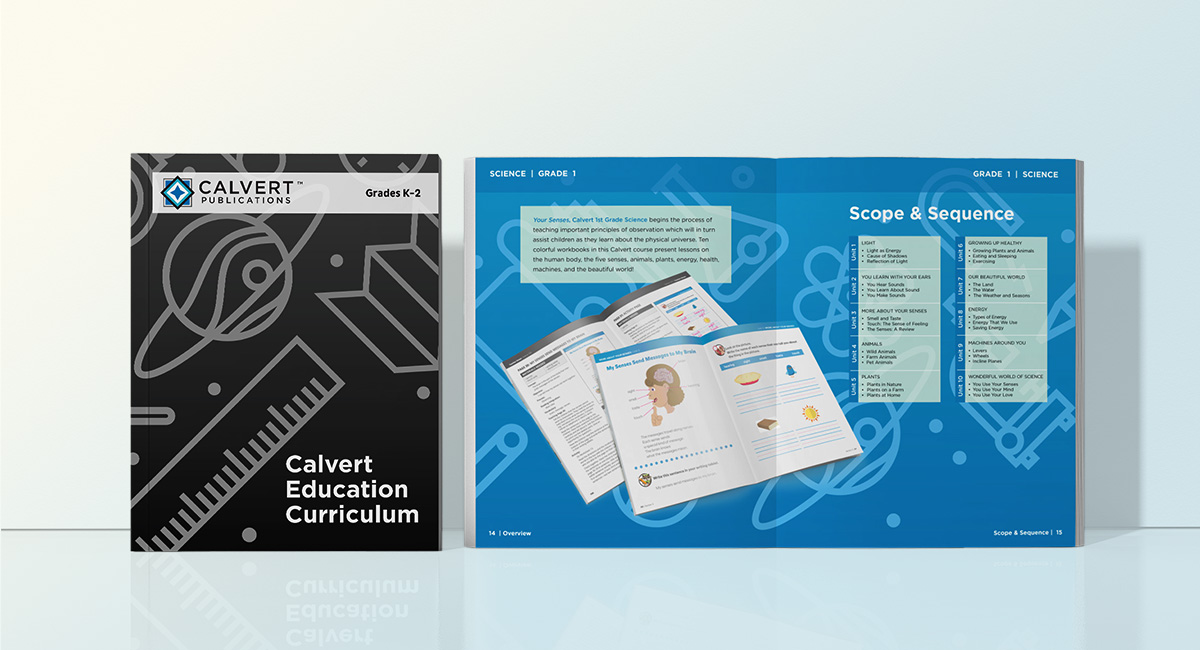 CALVERT™
PUBLICATIONS
Grades K–2
Calvert
Education
Curriculum
SCIENCE | GRADE 1
Your Senses, Calvert 1st Grade Science begins the process of
teaching important principles of observation which will in turn
assist children as they learn about the physical universe. Ten
colorful workbooks in this Calvert course present lessons on
the human body, the five senses, animals, plants, energy, health,
machines, and the beautiful world!
My Senses Send Messages to My Brain
Write this sentence in your writing tablet.
14 | Overview
GRADE 1 | SCIENCE
Scope & Sequence
Unit 1
LIGHT
• Light as Energy
• Cause of Shadows
• Reflection of Light
Unit 2
YOU LEARN WITH YOUR EARS
• You Hear Sounds
• You Learn About Sound
• You Make Sounds
Unit 3
MORE ABOUT YOUR SENSES
• Smell and Taste
• Touch: The Sense of Feeling
• The Senses: A Review
Unit 4
ANIMALS
• Wild Animals
• Farm Animals
• Pet Animals
Unit 5
PLANTS
• Plants in Nature
• Plants on a Farm
• Plants at Home
Unit 6
GROWING UP HEALTHY
• Growing Plants and Animals
• Eating and Sleeping
• Exercising
Unit 7
OUR BEAUTIFUL WORLD
• The Land
• The Water
• The Weather and Seasons
Unit 8
ENERGY
• Types of Energy
• Energy That We Use
• Saving Energy
Unit 9
MACHINES AROUND YOU
• Levers
• Wheels
• Incline Planes
Unit 10
WONDERFUL WORLD OF SCIENCE
• You Use Your Senses
• You Use Your Mind
• You Use Your Love
Scope & Sequence | 15